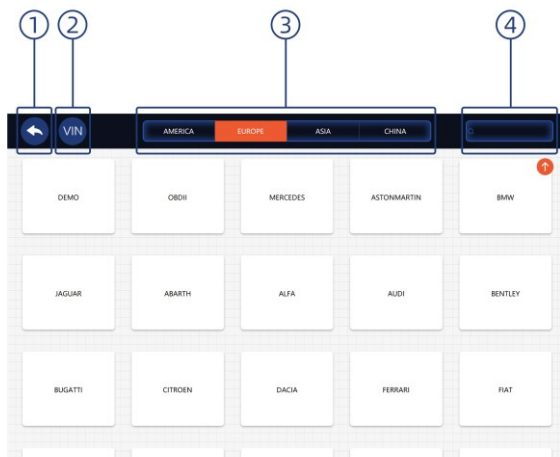 ① ② ③ ④
VIN AMERICA EUROPE ASIA CHINA
DEMO OBDII MERCEDES ASTONMARTIN BMW
JAGUAR ABARTH ALFA AUDI BENTLEY
BUGATTI CITROEN DACIA FERRARI FIAT